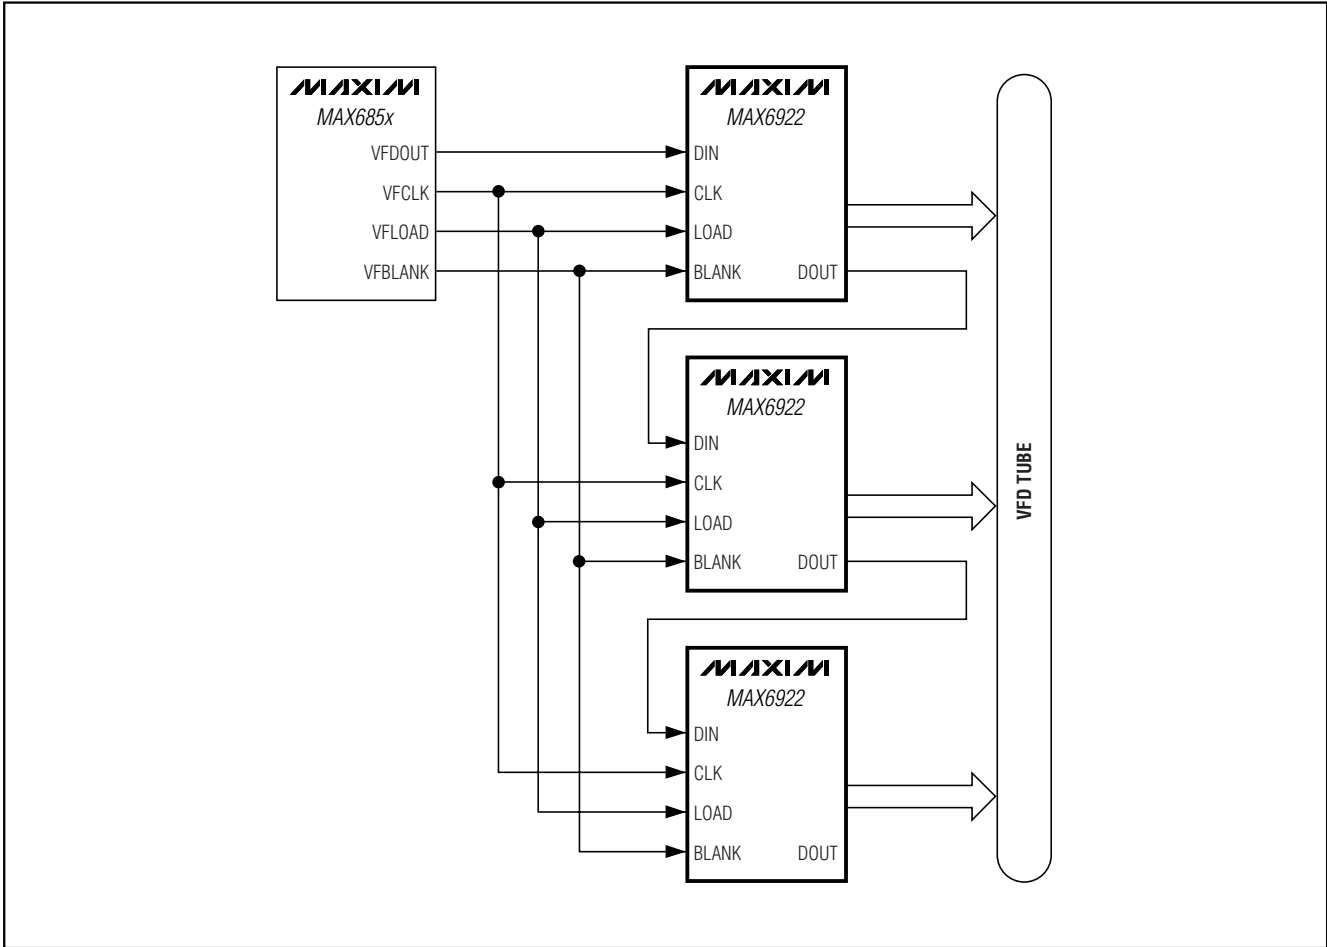 MAXIM
MAX685x
VFDOUT
VFCLK
VFLOAD
VFBLANK
MAXIM
MAX6922
DIN
CLK
LOAD
BLANK DOUT
MAXIM
MAX6922
DIN
CLK
LOAD
BLANK DOUT
MAXIM
MAX6922
DIN
CLK
LOAD
BLANK DOUT
VFD TUBE